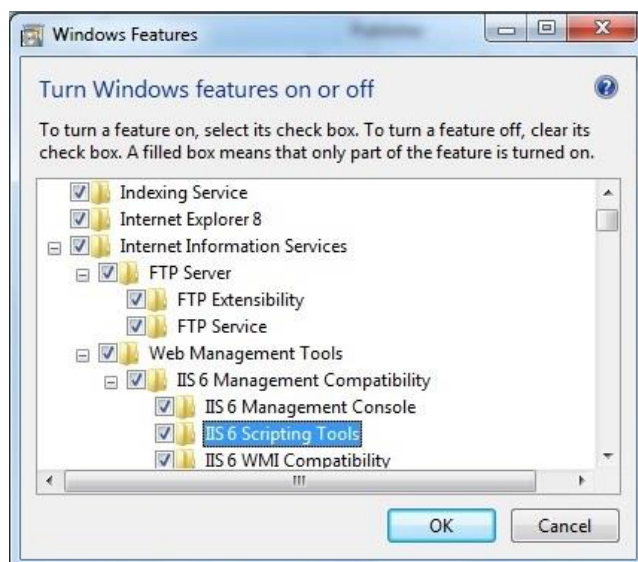 Windows Features
Turn Windows features on or off
To turn a feature on, select its check box. To turn a feature off, clear its
check box. A filled box means that only part of the feature is turned on.
Indexing Service
Internet Explorer 8
Internet Information Services
FTP Server
FTP Extensibility
FTP Service
Web Management Tools
IIS 6 Management Compatibility
IIS 6 Management Console
IIS 6 Scripting Tools
IIS 6 WMI Compatibility
OK
Cancel